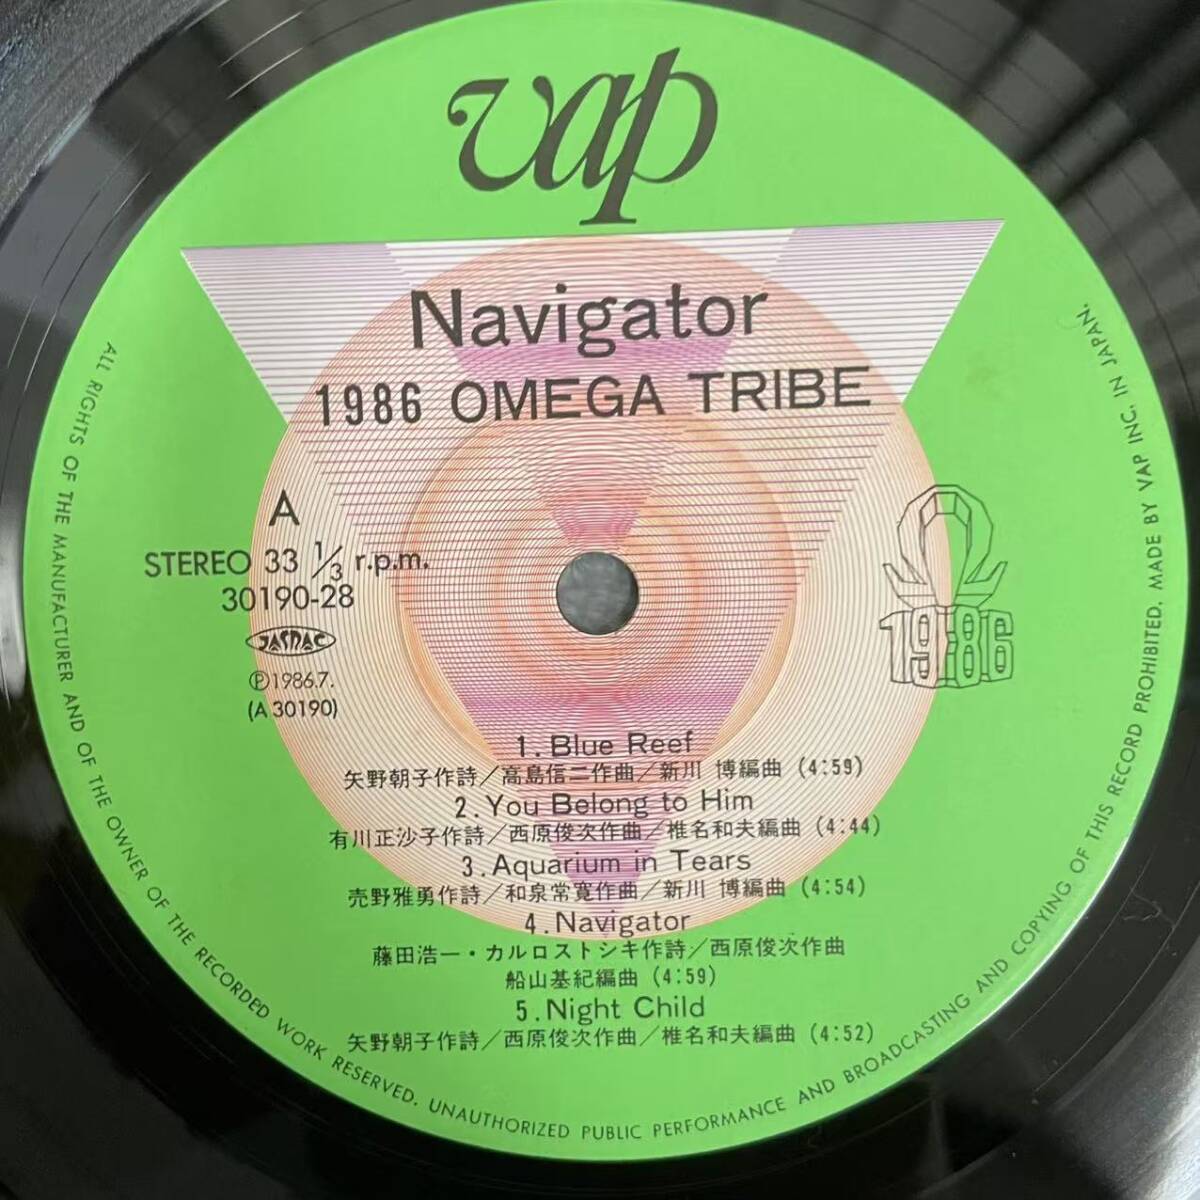 vap
Navigator
1986 OMEGA TRIBE
A
STEREO 33 1/3 r.p.m.
30190-28
JASRAC
Ⓟ1986.7.
(A 30190)
1986
1. Blue Reef
矢野朝子作詩／高島信二作曲／新川 博編曲 (4:59)
2. You Belong to Him
有川正沙子作詩／西原俊次作曲／椎名和夫編曲 (4:44)
3. Aquarium in Tears
売野雅勇作詩／和泉常寛作曲／新川 博編曲 (4:54)
4. Navigator
藤田浩一・カルロストシキ作詩／西原俊次作曲
船山基紀編曲 (4:59)
5. Night Child
矢野朝子作詩／西原俊次作曲／椎名和夫編曲 (4:52)
ALL RIGHTS OF THE MANUFACTURER AND OF THE OWNER OF THE RECORDED WORK RESERVED. UNAUTHORIZED PUBLIC PERFORMANCE AND BROADCASTING AND COPYING OF THIS RECORD PROHIBITED. MADE BY VAP INC. IN JAPAN.